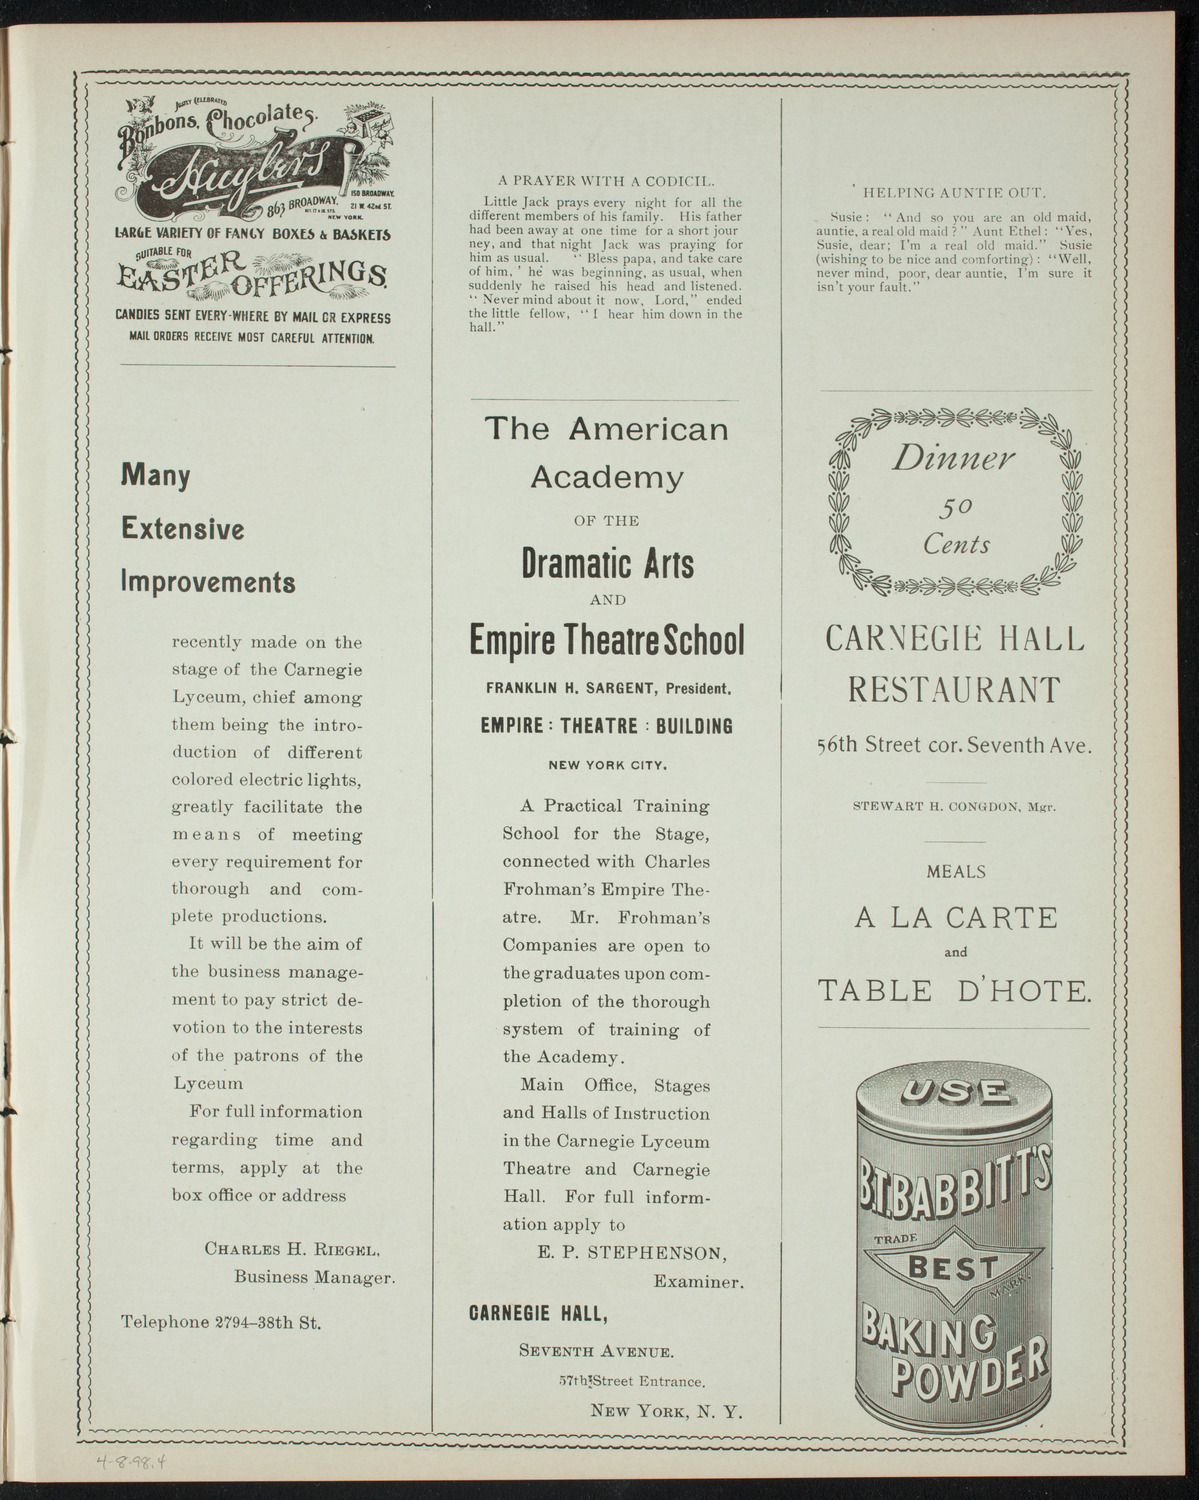 Justly Celebrated
Bonbons, Chocolates.
Huyler's
863 BROADWAY,
150 BROADWAY,
21 W. 42nd ST.
NEW YORK.
LARGE VARIETY OF FANCY BOXES & BASKETS
SUITABLE FOR
EASTER
OFFERINGS.
CANDIES SENT EVERY-WHERE BY MAIL OR EXPRESS
MAIL ORDERS RECEIVE MOST CAREFUL ATTENTION.
Many
Extensive
Improvements
recently made on the
stage of the Carnegie
Lyceum, chief among
them being the intro-
duction of different
colored electric lights,
greatly facilitate the
means of meeting
every requirement for
thorough and com-
plete productions.
It will be the aim of
the business manage-
ment to pay strict de-
votion to the interests
of the patrons of the
Lyceum
For full information
regarding time and
terms, apply at the
box office or address
CHARLES H. RIEGEL,
Business Manager.
Telephone 2794–38th St.
A PRAYER WITH A CODICIL.
Little Jack prays every night for all the
different members of his family. His father
had been away at one time for a short jour
ney, and that night Jack was praying for
him as usual. "Bless papa, and take care
of him,' he was beginning, as usual, when
suddenly he raised his head and listened.
"Never mind about it now, Lord," ended
the little fellow, "I hear him down in the
hall."
The American
Academy
OF THE
Dramatic Arts
AND
Empire Theatre School
FRANKLIN H. SARGENT, President.
EMPIRE : THEATRE : BUILDING
NEW YORK CITY.
A Practical Training
School for the Stage,
connected with Charles
Frohman's Empire The-
atre. Mr. Frohman's
Companies are open to
the graduates upon com-
pletion of the thorough
system of training of
the Academy.
Main Office, Stages
and Halls of Instruction
in the Carnegie Lyceum
Theatre and Carnegie
Hall. For full inform-
ation apply to
E. P. STEPHENSON,
Examiner.
CARNEGIE HALL,
SEVENTH AVENUE.
57th Street Entrance.
NEW YORK, N. Y.
HELPING AUNTIE OUT.
Susie: "And so you are an old maid,
auntie, a real old maid?" Aunt Ethel: "Yes,
Susie, dear; I'm a real old maid." Susie
(wishing to be nice and comforting): "Well,
never mind, poor, dear auntie, I'm sure it
isn't your fault."
Dinner
50
Cents
CARNEGIE HALL
RESTAURANT
56th Street cor. Seventh Ave.
STEWART H. CONGDON, Mgr.
MEALS
A LA CARTE
and
TABLE D'HOTE.
USE
B.T. BABBITT'S
TRADE
BEST
MARK.
BAKING
POWDER
4-8-98.4